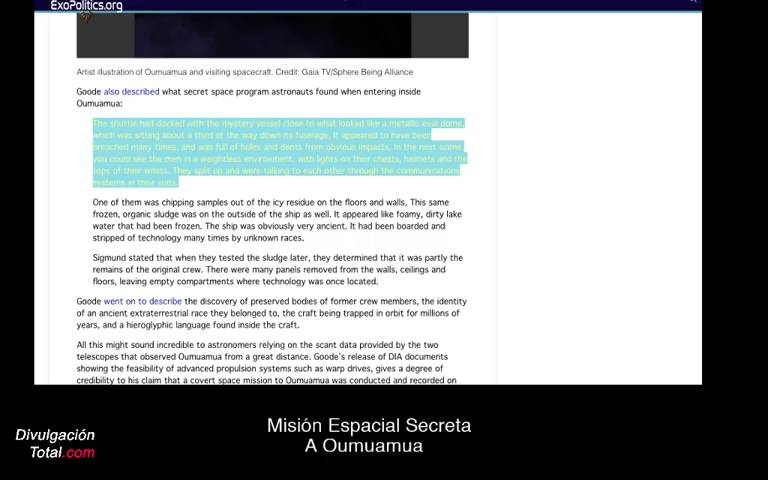 ExoPolitics.org
Artist illustration of Oumuamua and visiting spacecraft. Credit: Gaia TV/Sphere Being Alliance
Goode also described what secret space program astronauts found when entering inside
Oumuamua:
The shuttle had docked with the mystery vessel close to what looked like a metallic oval dome,
which was sitting about a third of the way down its fuselage. It appeared to have been
breached many times, and was full of holes and dents from obvious impacts. In the next scene,
you could see the men in a weightless environment, with lights on their chests, helmets and the
tops of their wrists. They split up and were talking to each other through the communications
systems in their suits.
One of them was chipping samples out of the icy residue on the floors and walls. This same
frozen, organic sludge was on the outside of the ship as well. It appeared like foamy, dirty lake
water that had been frozen. The ship was obviously very ancient. It had been boarded and
stripped of technology many times by unknown races.
Sigmund stated that when they tested the sludge later, they determined that it was partly the
remains of the original crew. There were many panels removed from the walls, ceilings and
floors, leaving empty compartments where technology was once located.
Goode went on to describe the discovery of preserved bodies of former crew members, the identity
of an ancient extraterrestrial race they belonged to, the craft being trapped in orbit for millions of
years, and a hieroglyphic language found inside the craft.
All this might sound incredible to astronomers relying on the scant data provided by the two
telescopes that observed Oumuamua from a great distance. Goode's release of DIA documents
showing the feasibility of advanced propulsion systems such as warp drives, gives a degree of
credibility to his claim that a covert space mission to Oumuamua was conducted and recorded on
Misión Espacial Secreta
A Oumuamua
Divulgación
Total.com